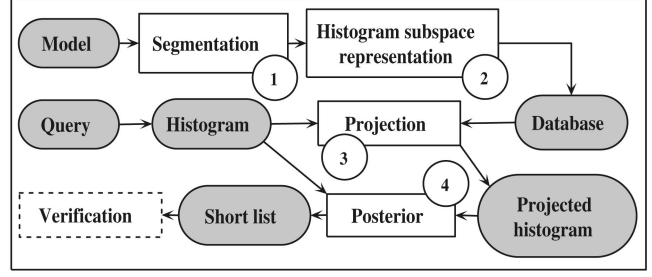 Model
Segmentation
1
Histogram subspace
representation
2
Query
Histogram
Projection
3
Database
Verification
Short list
Posterior
4
Projected
histogram